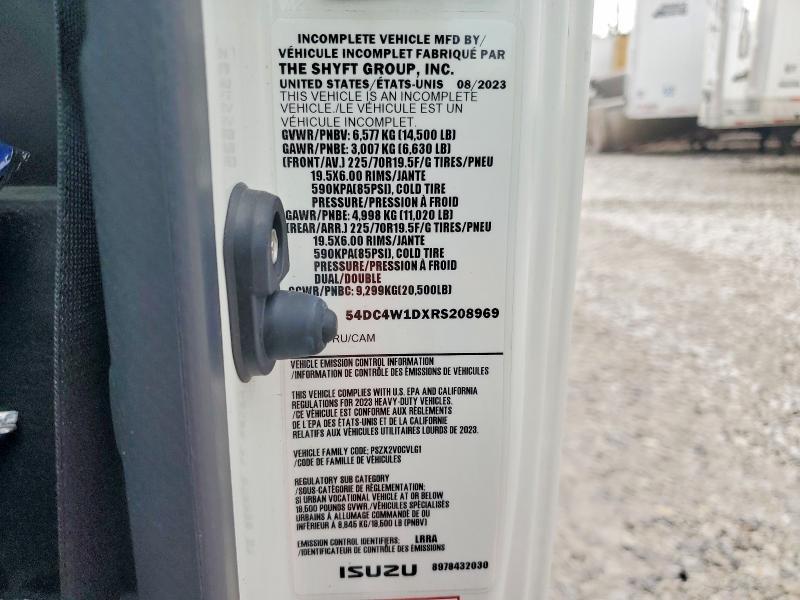 INCOMPLETE VEHICLE MFD BY/
VÉHICULE INCOMPLET FABRIQUÉ PAR
THE SHYFT GROUP, INC.
UNITED STATES/ÉTATS-UNIS 08/2023
THIS VEHICLE IS AN INCOMPLETE
VEHICLE./LE VÉHICULE EST UN
VÉHICULE INCOMPLET.
GVWR/PNBV: 6,577 KG (14,500 LB)
GAWR/PNBE: 3,007 KG (6,630 LB)
(FRONT/AV.) 225/70R19.5F/G TIRES/PNEU
19.5X6.00 RIMS/JANTE
590KPA(85PSI), COLD TIRE
PRESSURE/PRESSION À FROID
GAWR/PNBE: 4,998 KG (11,020 LB)
(REAR/ARR.) 225/70R19.5F/G TIRES/PNEU
19.5X6.00 RIMS/JANTE
590KPA(85PSI), COLD TIRE
PRESSURE/PRESSION À FROID
DUAL/DOUBLE
GCWR/PNBC: 9,299KG(20,500LB)
54DC4W1DXRS208969
RU/CAM
VEHICLE EMISSION CONTROL INFORMATION
/INFORMATION DE CONTRÔLE DES ÉMISSIONS DE VÉHICULES
THIS VEHICLE COMPLIES WITH U.S. EPA AND CALIFORNIA
REGULATIONS FOR 2023 HEAVY-DUTY VEHICLES.
/CE VÉHICULE EST CONFORME AUX RÈGLEMENTS
DE L'EPA DES ÉTATS-UNIS ET DE LA CALIFORNIE
RELATIFS AUX VÉHICULES UTILITAIRES LOURDS DE 2023.
VEHICLE FAMILY CODE; PSZX2VOCVLG1
/CODE DE FAMILLE DE VÉHICULES
REGULATORY SUB CATEGORY
/SOUS-CATÉGORIE DE RÉGLEMENTATION;
SI URBAN VOCATIONAL VEHICLE AT OR BELOW
19,500 POUNDS GVWR./VÉHICULES SPÉCIALISÉS
URBAINS À ALLUMAGE COMMANDÉ DE OU
INFÉRIEUR À 8,845 KG/19,500 LB (PNBV)
EMISSION CONTROL IDENTIFIERS; LRRA
/IDENTIFICATEUR DE CONTRÔLE DES ÉMISSIONS
ISUZU 8978432030